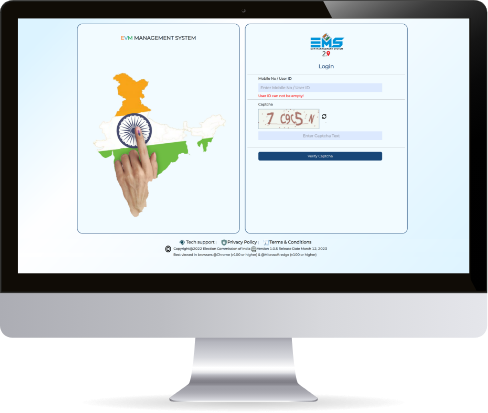 EVM MANAGEMENT SYSTEM
EMS
2.0
Login
Mobile No / User ID
Enter Mobile No / User ID
User ID can not be empty!
Captcha
7 C9C5 N
Enter Captcha Text
Verify Captcha
Tech support Privacy Policy Terms & Conditions
Copyright@2022 Election Commission of India Version 1.0.6 Release Date March 12, 2023
Best viewed in browsers @Chrome (v100 or higher) & @Microsoft edge (v100 or higher)